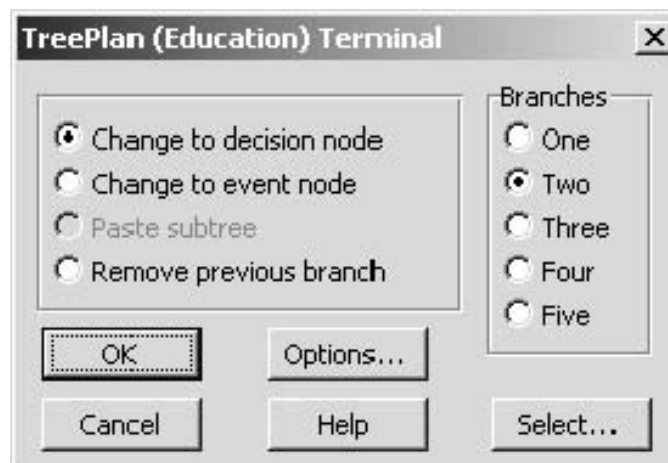 TreePlan (Education) Terminal
Change to decision node
Change to event node
Paste subtree
Remove previous branch
Branches
One
Two
Three
Four
Five
OK
Options...
Cancel
Help
Select...